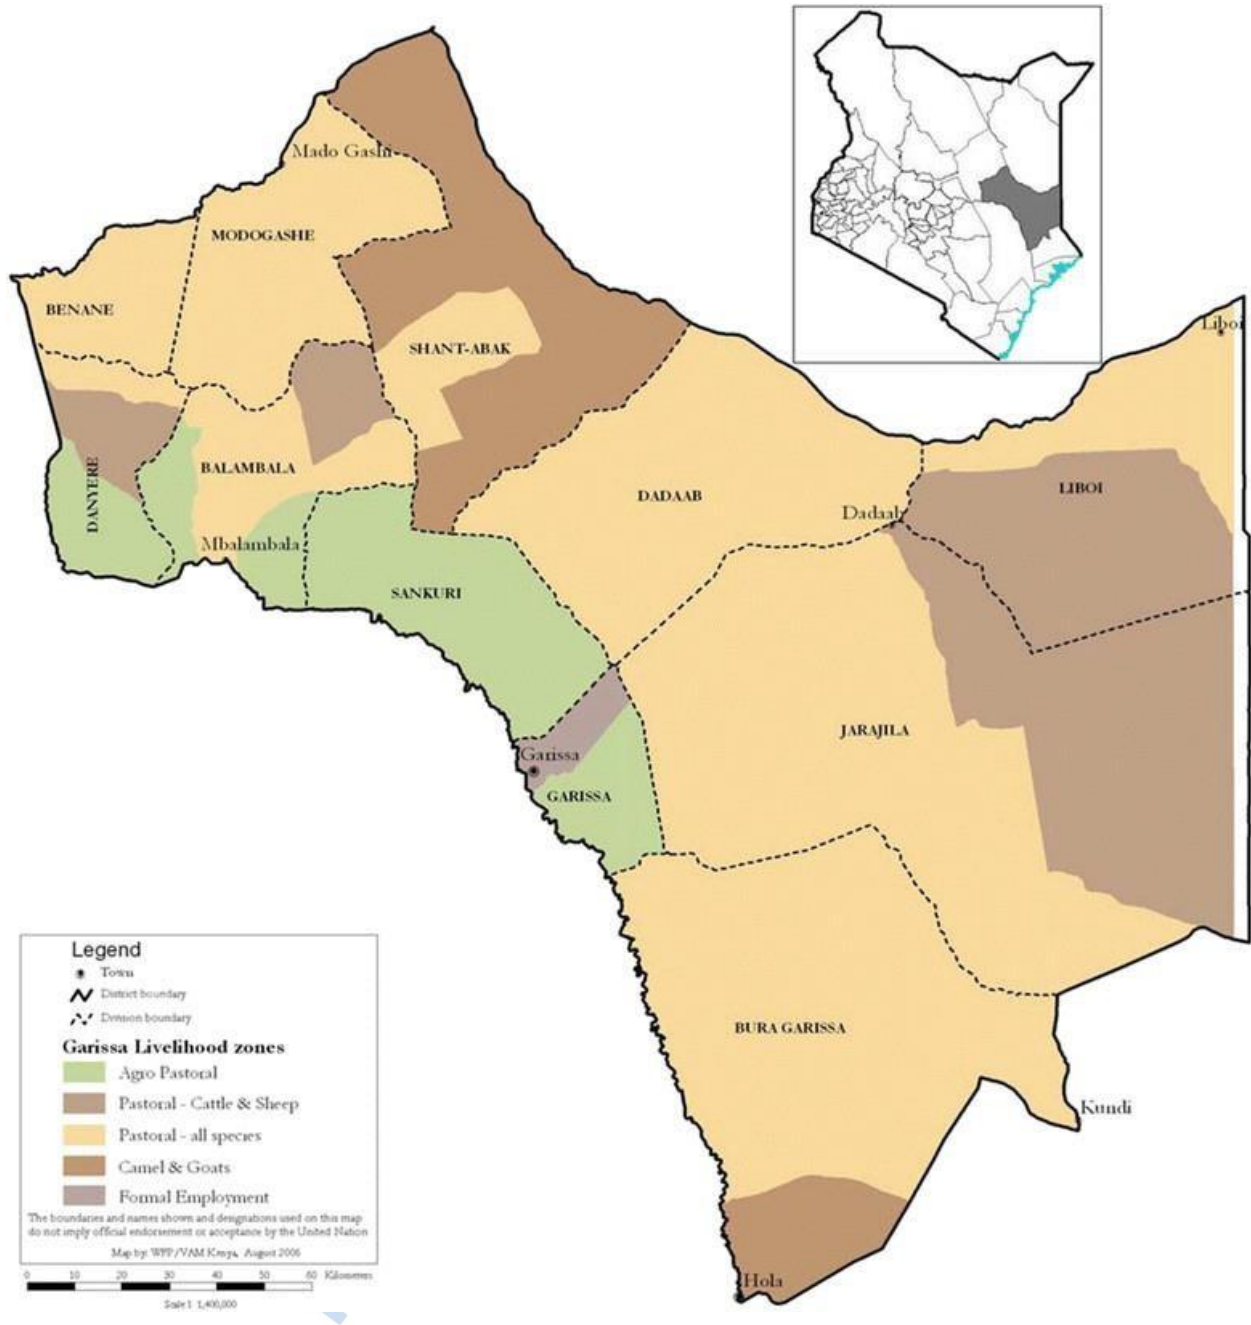 Mado Gashi
MODOGASHE
BENANE
SHANT-ABAK
Liboi
BALAMBALA
DANYERE
DADAAB
LIBOI
Dadaab
Mbalambala
SANKURI
JARAJILA
Garissa
GARISSA
BURA GARISSA
Kundi
Hola
Legend
Town
District boundary
Division boundary
Garissa Livelihood zones
Agro Pastoral
Pastoral - Cattle & Sheep
Pastoral - all species
Camel & Goats
Formal Employment
The boundaries and names shown and designations used on this map
do not imply official endorsement or acceptance by the United Nation
Map by: WFP/VAM Kenya, August 2006
0 10 20 30 40 50 60 Kilometers
Scale 1: 1,400,000